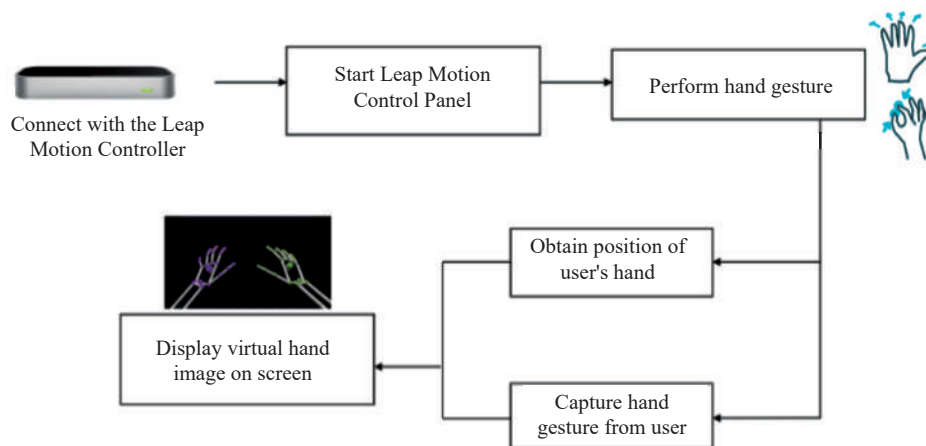 Connect with the Leap
Motion Controller
Start Leap Motion
Control Panel
Perform hand gesture
Obtain position of
user's hand
Capture hand
gesture from user
Display virtual hand
image on screen